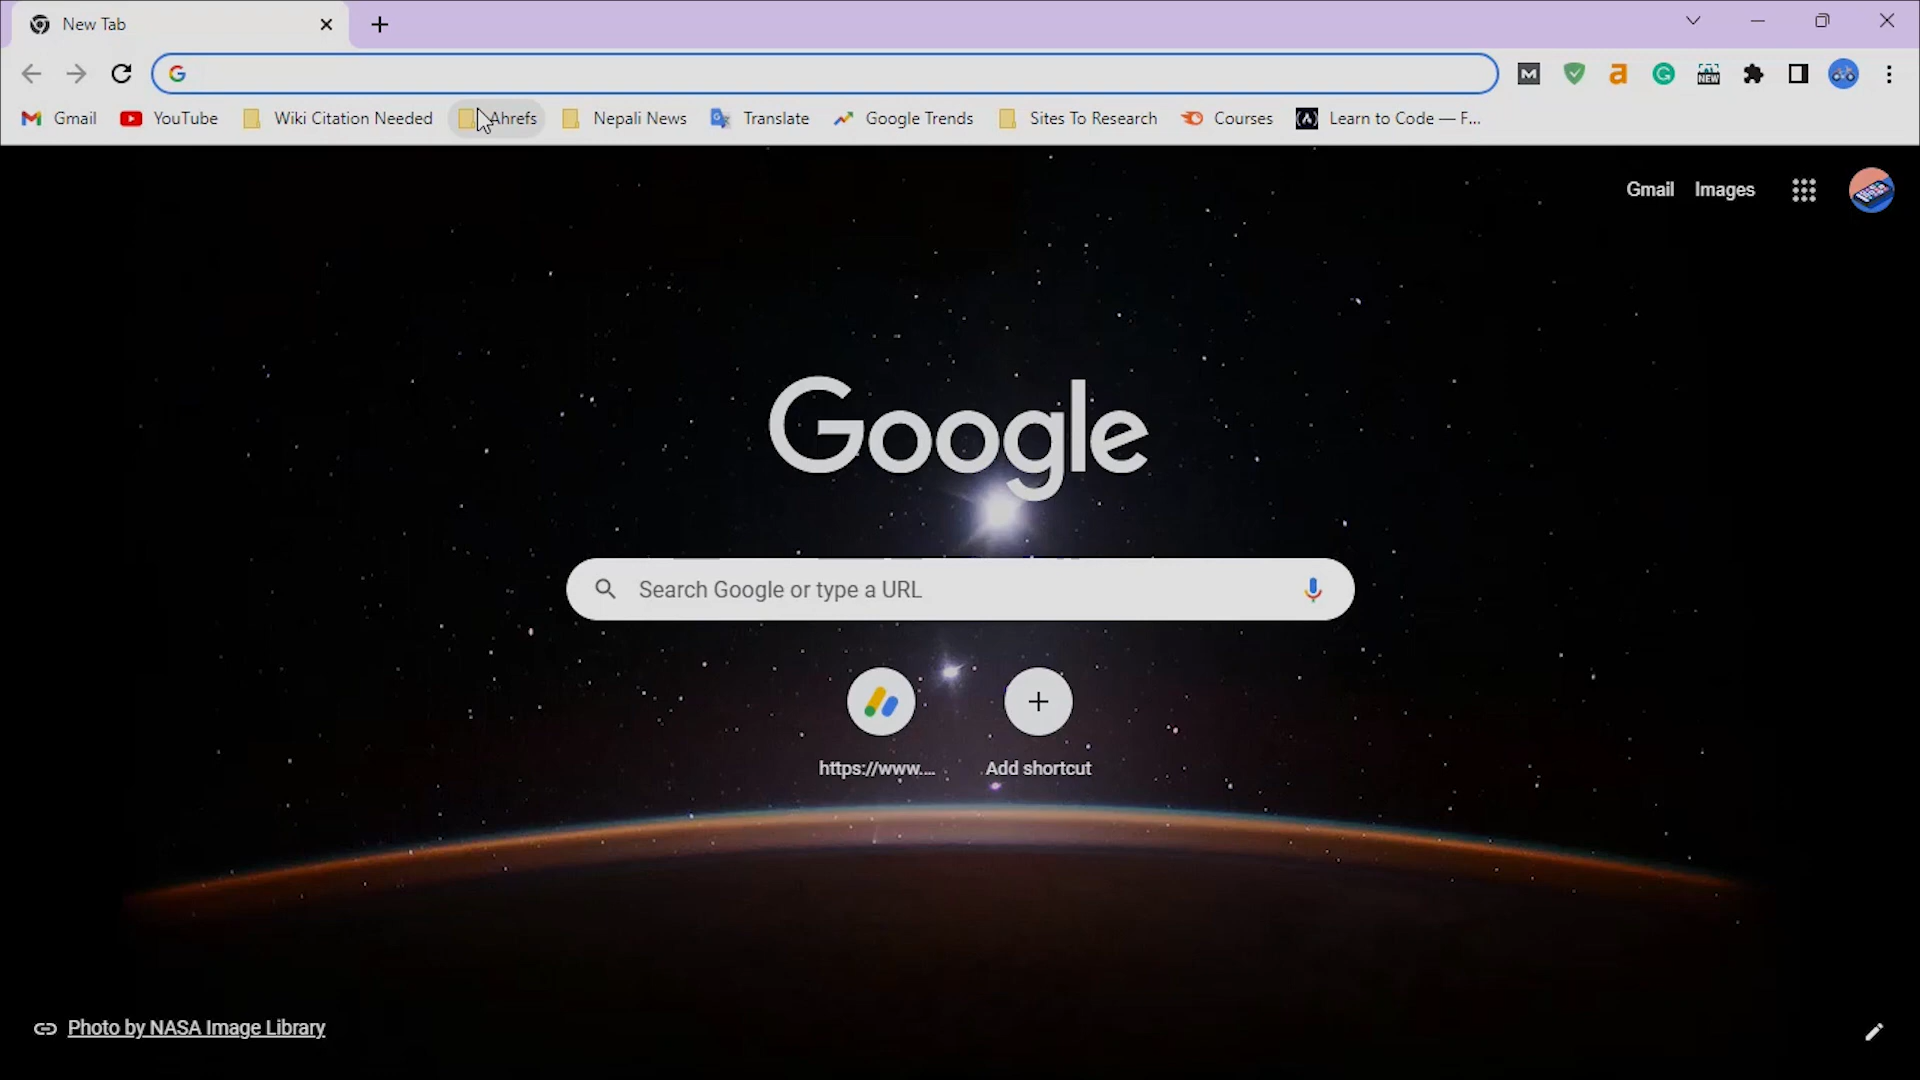 New Tab
Gmail YouTube Wiki Citation Needed Ahrefs Nepali News Translate Google Trends Sites To Research Courses Learn to Code — F...
Gmail Images
Google
Search Google or type a URL
https://www.... Add shortcut
Photo by NASA Image Library